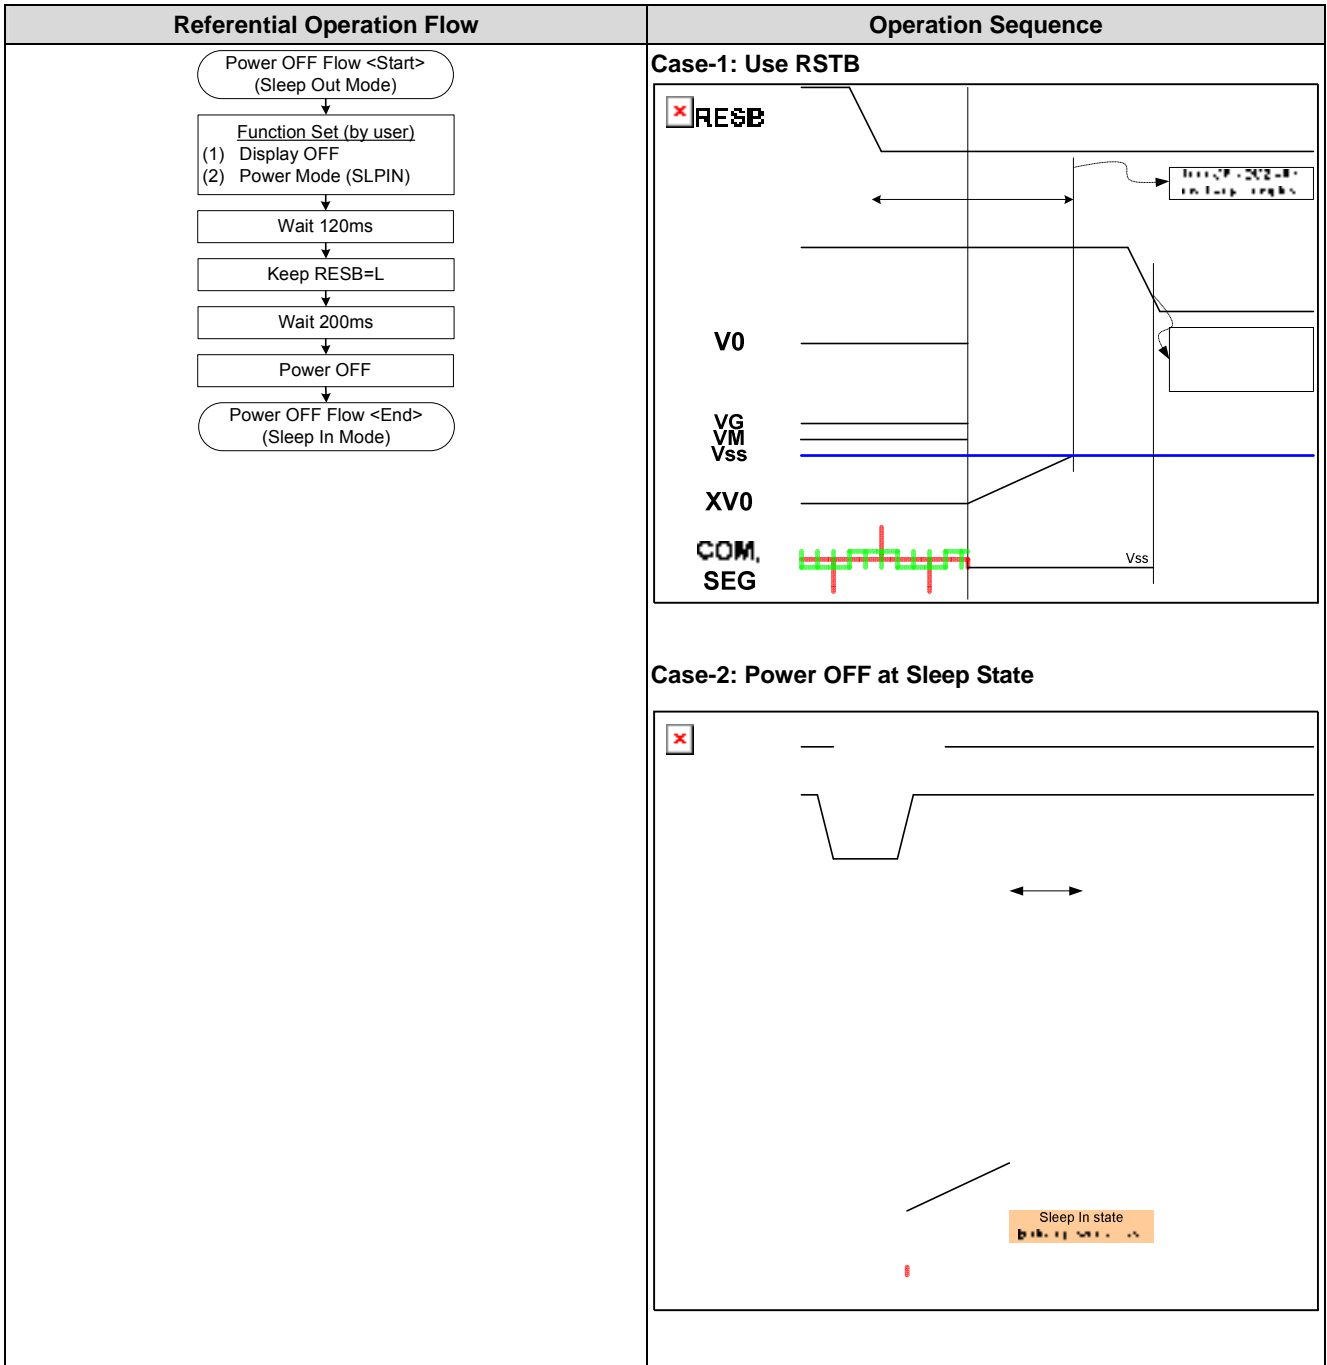 Referential Operation Flow
Operation Sequence
Power OFF Flow <Start>
(Sleep Out Mode)
Function Set (by user)
(1) Display OFF
(2) Power Mode (SLPIN)
Wait 120ms
Keep RESB=L
Wait 200ms
Power OFF
Power OFF Flow <End>
(Sleep In Mode)
Case-1: Use RSTB
RESB
V0
VG
VM
Vss
XV0
COM,
SEG
Vss
Case-2: Power OFF at Sleep State
Sleep In state